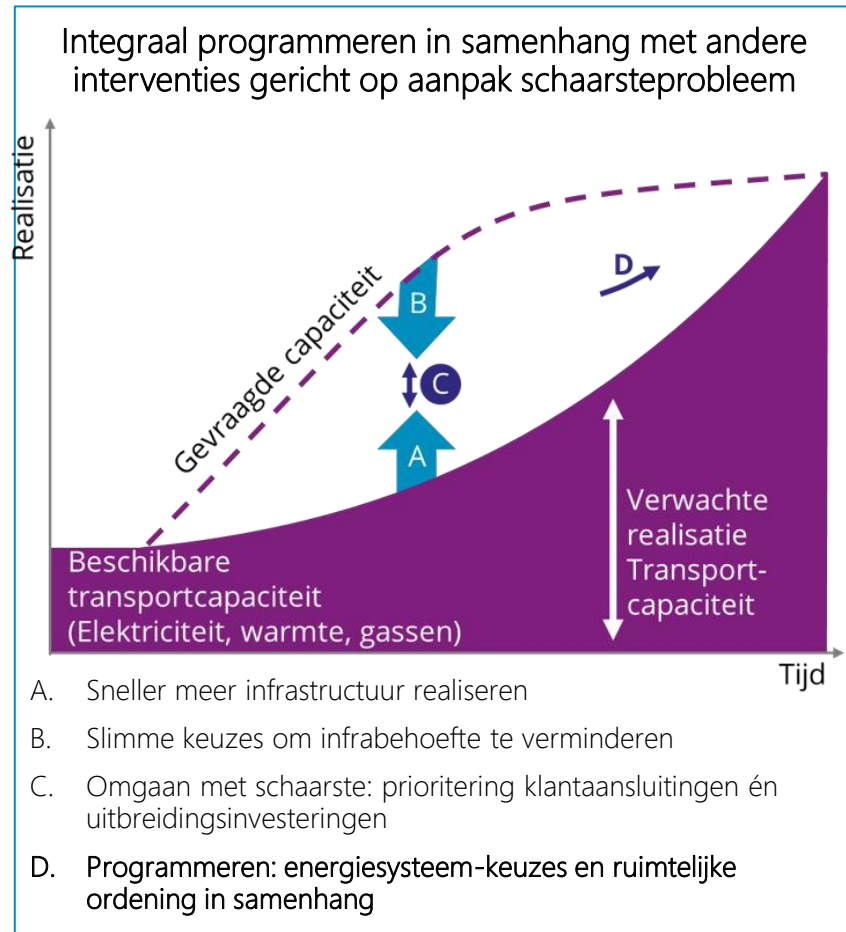 Integraal programmeren in samenhang met andere
interventies gericht op aanpak schaarsteprobleem
Realisatie
Gevraagde capaciteit
B
D
C
A
Beschikbare
transportcapaciteit
(Elektriciteit, warmte, gassen)
Verwachte
realisatie
Transport-
capaciteit
Tijd
A. Sneller meer infrastructuur realiseren
B. Slimme keuzes om infrabehoefte te verminderen
C. Omgaan met schaarste: prioritering klantaansluitingen én
uitbreidingsinvesteringen
D. Programmeren: energiesysteem-keuzes en ruimtelijke
ordening in samenhang